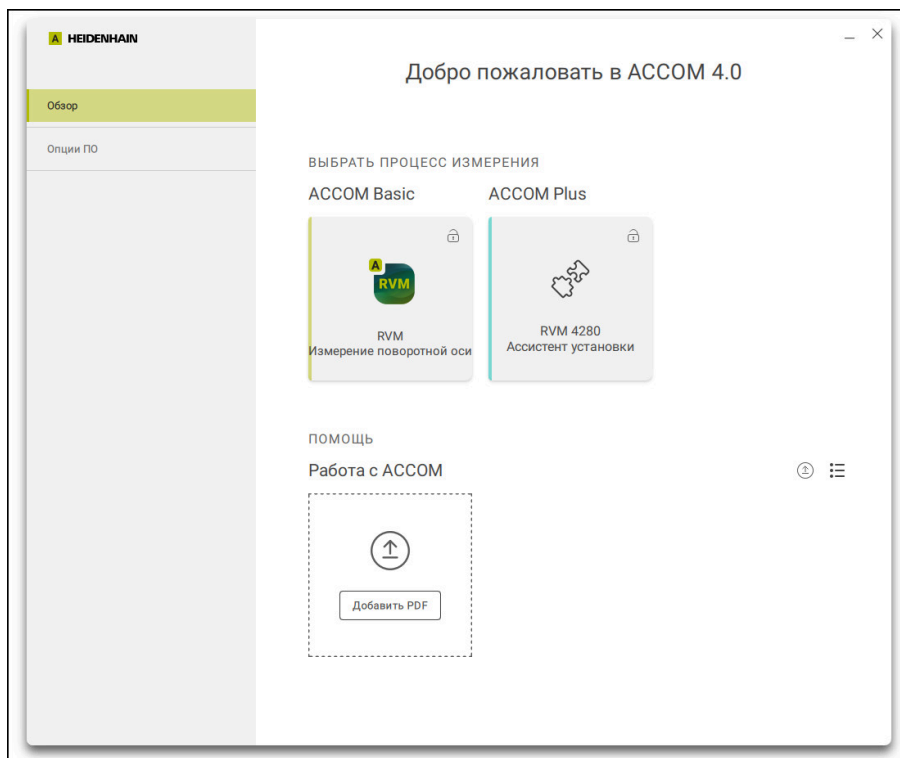 A HEIDENHAIN
Добро пожаловать в ACCOM 4.0
Обзор
Опции ПО
ВЫБРАТЬ ПРОЦЕСС ИЗМЕРЕНИЯ
ACCOM Basic
ACCOM Plus
A
RVM
RVM
Измерение поворотной оси
RVM 4280
Ассистент установки
ПОМОЩЬ
Работа с ACCOM
Добавить PDF